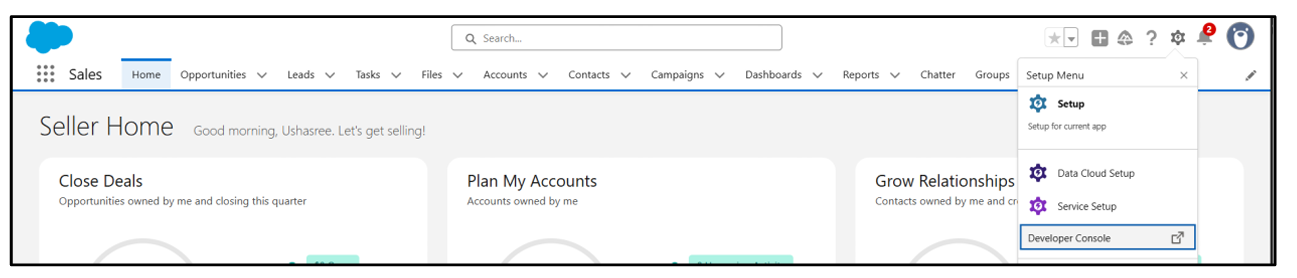 Search...
2
Sales Home Opportunities Leads Tasks Files Accounts Contacts Campaigns Dashboards Reports Chatter Groups
Setup Menu
Setup
Setup for current app
Data Cloud Setup
Service Setup
Developer Console
Seller Home Good morning, Ushasree. Let's get selling!
Close Deals
Opportunities owned by me and closing this quarter
Plan My Accounts
Accounts owned by me
Grow Relationships
Contacts owned by me and cr